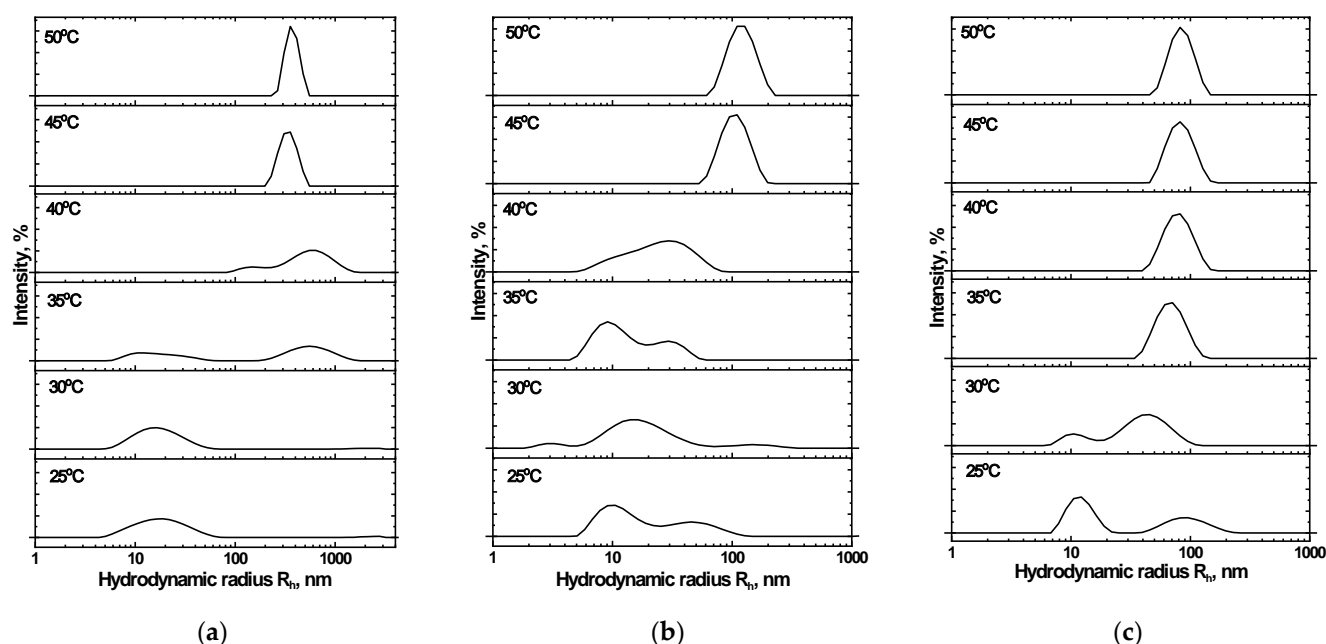 50°C
45°C
40°C
35°C
30°C
25°C
Intensity, %
1 10 100 1000
Hydrodynamic radius Rh, nm
(a)
50°C
45°C
40°C
35°C
30°C
25°C
Intensity, %
1 10 100 1000
Hydrodynamic radius Rh, nm
(b)
50°C
45°C
40°C
35°C
30°C
25°C
Intensity, %
1 10 100 1000
Hydrodynamic radius Rh, nm
(c)